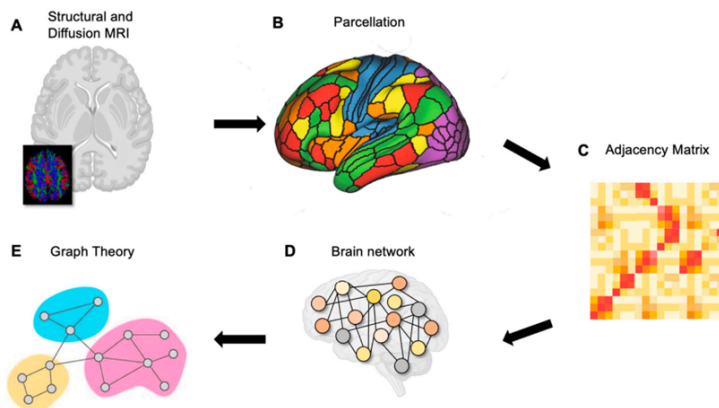 A
Structural and
Diffusion MRI
B
Parcellation
C
Adjacency Matrix
D
Brain network
E
Graph Theory